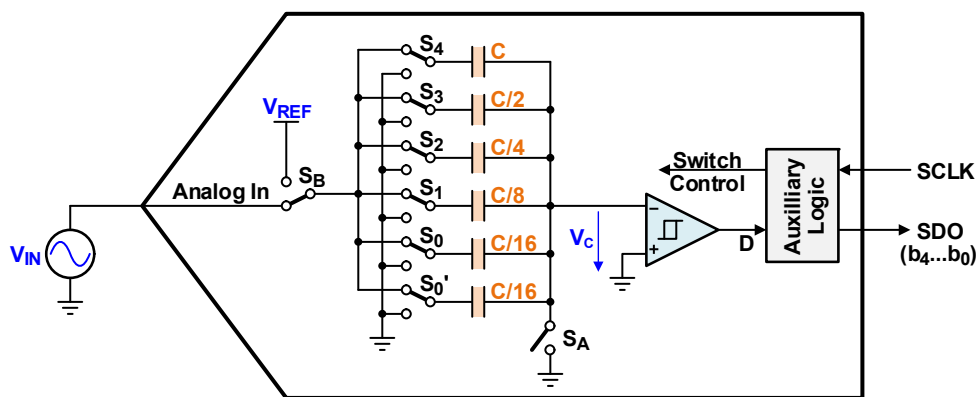 S4
C
S3
C/2
VREF
S2
C/4
Switch
Control
Auxilliary
Logic
SCLK
Analog In
SB
S1
C/8
VIN
S0
C/16
VC
−
+
D
SDO
(b4...b0)
S0'
C/16
SA